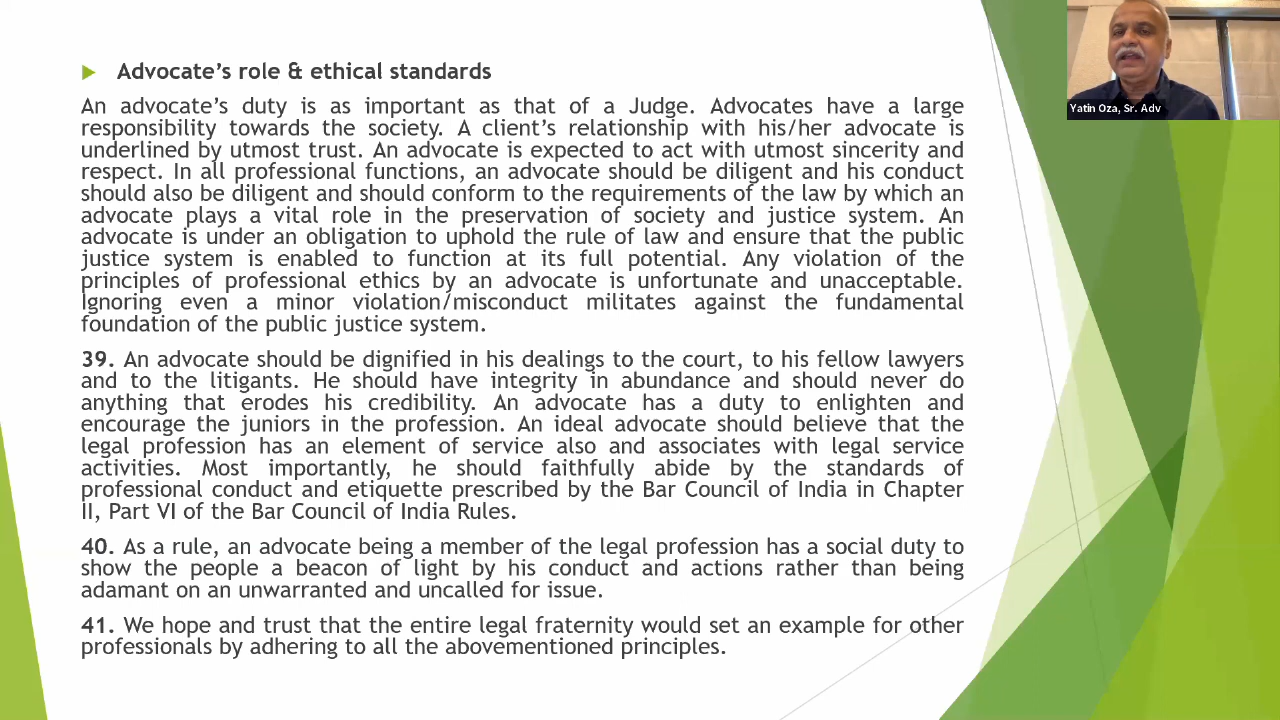 Advocate’s role & ethical standards
An advocate’s duty is as important as that of a Judge. Advocates have a large
responsibility towards the society. A client’s relationship with his/her advocate is
underlined by utmost trust. An advocate is expected to act with utmost sincerity and
respect. In all professional functions, an advocate should be diligent and his conduct
should also be diligent and should conform to the requirements of the law by which an
advocate plays a vital role in the preservation of society and justice system. An
advocate is under an obligation to uphold the rule of law and ensure that the public
justice system is enabled to function at its full potential. Any violation of the
principles of professional ethics by an advocate is unfortunate and unacceptable.
Ignoring even a minor violation/misconduct militates against the fundamental
foundation of the public justice system.
39. An advocate should be dignified in his dealings to the court, to his fellow lawyers
and to the litigants. He should have integrity in abundance and should never do
anything that erodes his credibility. An advocate has a duty to enlighten and
encourage the juniors in the profession. An ideal advocate should believe that the
legal profession has an element of service also and associates with legal service
activities. Most importantly, he should faithfully abide by the standards of
professional conduct and etiquette prescribed by the Bar Council of India in Chapter
II, Part VI of the Bar Council of India Rules.
40. As a rule, an advocate being a member of the legal profession has a social duty to
show the people a beacon of light by his conduct and actions rather than being
adamant on an unwarranted and uncalled for issue.
41. We hope and trust that the entire legal fraternity would set an example for other
professionals by adhering to all the abovementioned principles.
Yatin Oza, Sr. Adv